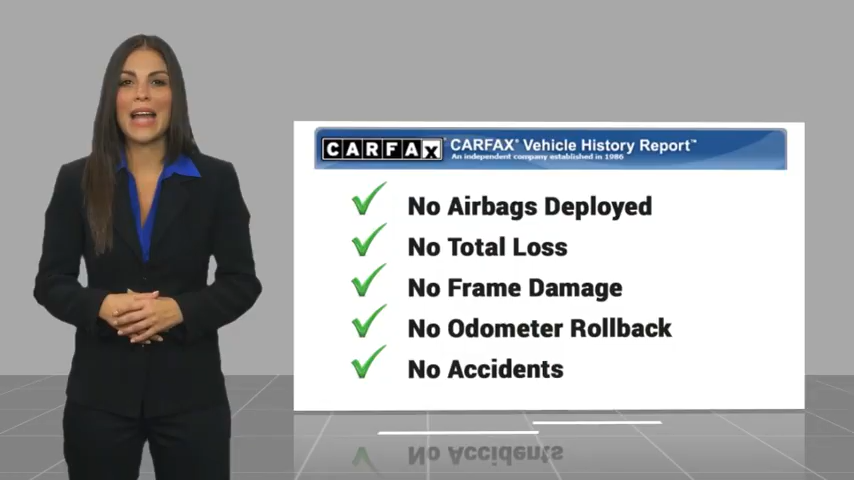 CARFAX CARFAX® Vehicle History Report™
An independent company established in 1986
No Airbags Deployed
No Total Loss
No Frame Damage
No Odometer Rollback
No Accidents
No Accidents